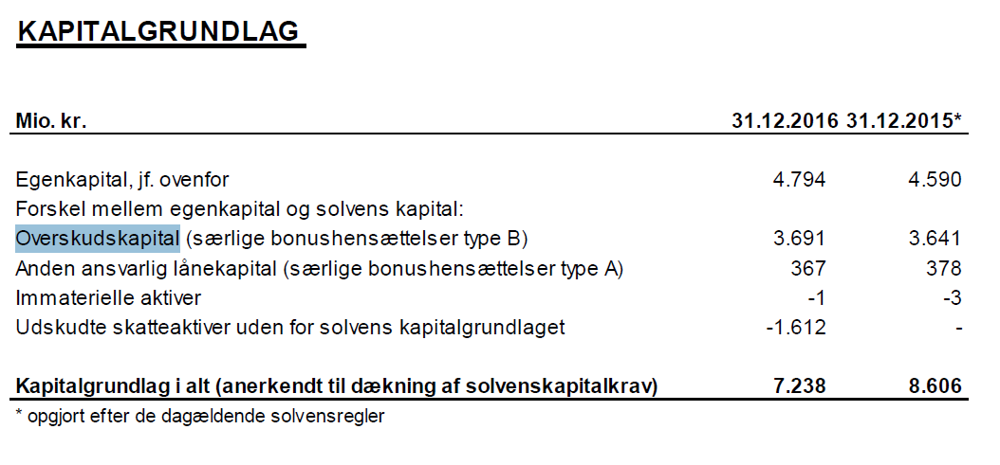 KAPITALGRUNDLAG
Mio. kr. 31.12.2016 31.12.2015*
Egenkapital, jf. ovenfor 4.794 4.590
Forskel mellem egenkapital og solvens kapital:
Overskudskapital (særlige bonushensættelser type B) 3.691 3.641
Anden ansvarlig lånekapital (særlige bonushensættelser type A) 367 378
Immaterielle aktiver -1 -3
Udskudte skatteaktiver uden for solvens kapitalgrundlaget -1.612 -
Kapitalgrundlag i alt (anerkendt til dækning af solvenskapitalkrav) 7.238 8.606
* opgjort efter de dagældende solvensregler